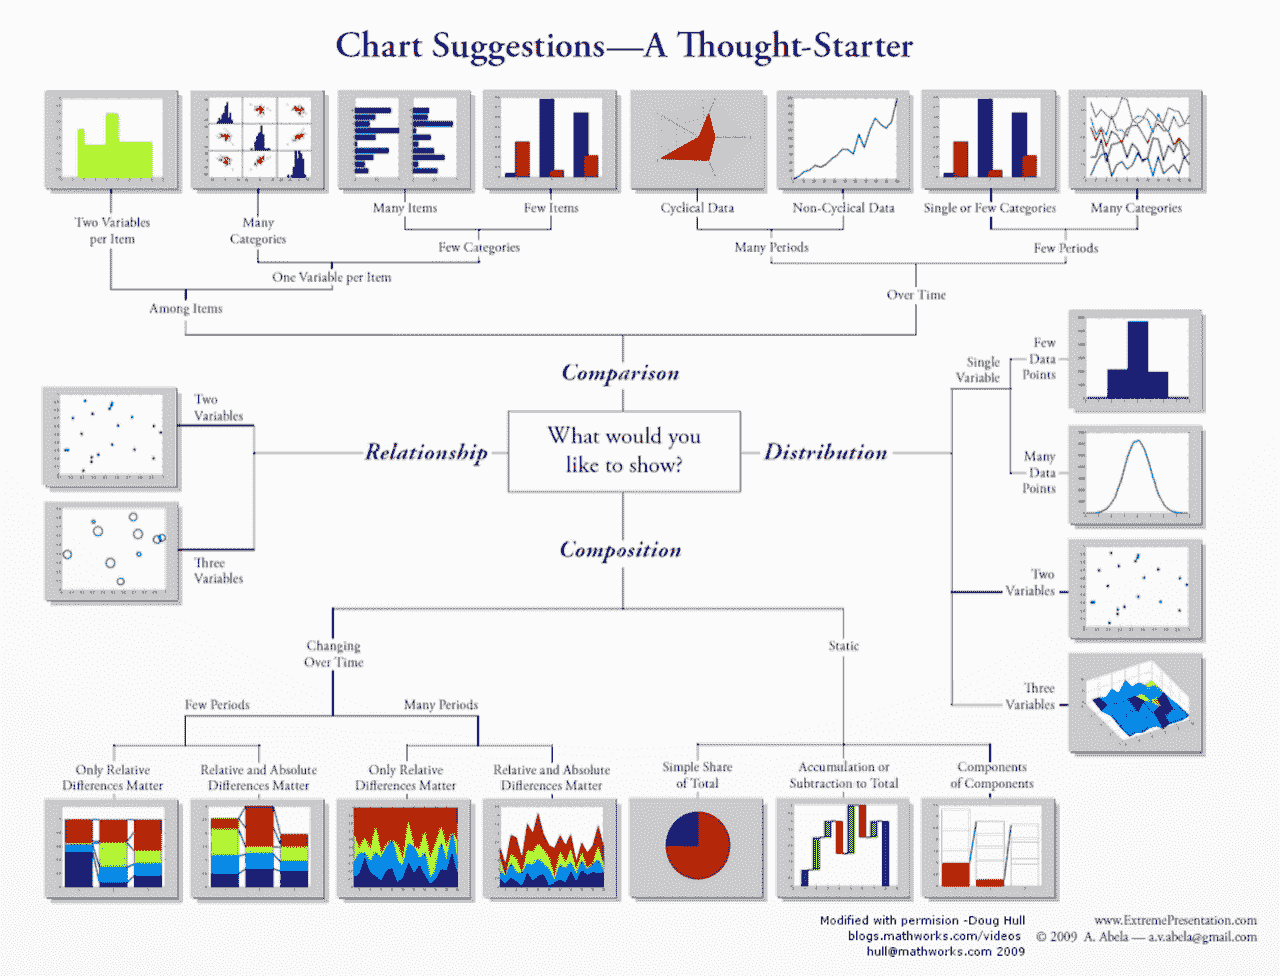 Chart Suggestions—A Thought-Starter
Two Variables
per Item
Many
Categories
Many Items
Few Items
Cyclical Data
Non-Cyclical Data
Single or Few Categories
Many Categories
Few Categories
Many Periods
Few Periods
One Variable per Item
Among Items
Over Time
Comparison
Two
Variables
Relationship
What would you
like to show?
Distribution
Single
Variable
Few
Data
Points
Many
Data
Points
Three
Variables
Composition
Two
Variables
Three
Variables
Changing
Over Time
Static
Few Periods
Many Periods
Only Relative
Differences Matter
Relative and Absolute
Differences Matter
Only Relative
Differences Matter
Relative and Absolute
Differences Matter
Simple Share
of Total
Accumulation or
Subtraction to Total
Components
of Components
Modified with permision -Doug Hull
blogs.mathworks.com/videos
hull@mathworks.com 2009
www.ExtremePresentation.com
© 2009 A. Abela — a.v.abela@gmail.com